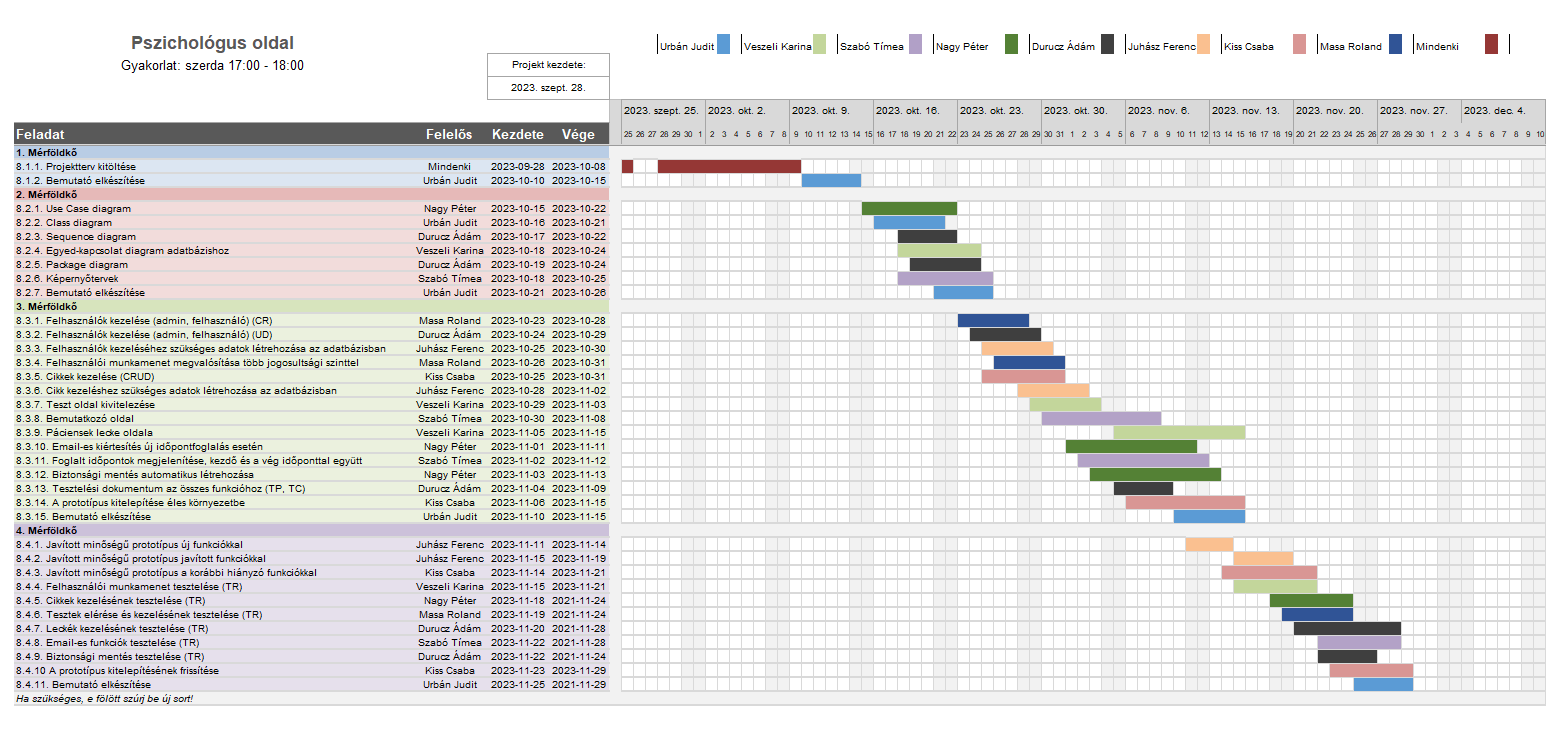 Pszichológus oldal
Gyakorlat: szerda 17:00 - 18:00
Projekt kezdete:
2023. szept. 28.
Urbán Judit Veszeli Karina Szabó Tímea Nagy Péter Durucz Ádám Juhász Ferenc Kiss Csaba Masa Roland Mindenki
2023. szept. 25. 2023. okt. 2. 2023. okt. 9. 2023. okt. 16. 2023. okt. 23. 2023. okt. 30. 2023. nov. 6. 2023. nov. 13. 2023. nov. 20. 2023. nov. 27. 2023. dec. 4.
Feladat Felelős Kezdete Vége 25 26 27 28 29 30 1 2 3 4 5 6 7 8 9 10 11 12 13 14 15 16 17 18 19 20 21 22 23 24 25 26 27 28 29 30 31 1 2 3 4 5 6 7 8 9 10 11 12 13 14 15 16 17 18 19 20 21 22 23 24 25 26 27 28 29 30 1 2 3 4 5 6 7 8 9 10
1. Mérföldkő
8.1.1. Projektterv kitöltése Mindenki 2023-09-28 2023-10-08
8.1.2. Bemutató elkészítése Urbán Judit 2023-10-10 2023-10-15
2. Mérföldkő
8.2.1. Use Case diagram Nagy Péter 2023-10-15 2023-10-22
8.2.2. Class diagram Urbán Judit 2023-10-16 2023-10-21
8.2.3. Sequence diagram Durucz Ádám 2023-10-17 2023-10-22
8.2.4. Egyed-kapcsolat diagram adatbázishoz Veszeli Karina 2023-10-18 2023-10-24
8.2.5. Package diagram Durucz Ádám 2023-10-19 2023-10-24
8.2.6. Képernyőtervek Szabó Tímea 2023-10-18 2023-10-25
8.2.7. Bemutató elkészítése Urbán Judit 2023-10-21 2023-10-26
3. Mérföldkő
8.3.1. Felhasználók kezelése (admin, felhasználó) (CR) Masa Roland 2023-10-23 2023-10-28
8.3.2. Felhasználók kezelése (admin, felhasználó) (UD) Durucz Ádám 2023-10-24 2023-10-29
8.3.3. Felhasználók kezeléséhez szükséges adatok létrehozása az adatbázisban Juhász Ferenc 2023-10-25 2023-10-30
8.3.4. Felhasználói munkamenet megvalósítása több jogosultsági szinttel Masa Roland 2023-10-26 2023-10-31
8.3.5. Cikkek kezelése (CRUD) Kiss Csaba 2023-10-25 2023-10-31
8.3.6. Cikk kezeléshez szükséges adatok létrehozása az adatbázisban Juhász Ferenc 2023-10-28 2023-11-02
8.3.7. Teszt oldal kivitelezése Veszeli Karina 2023-10-29 2023-11-03
8.3.8. Bemutatkozó oldal Szabó Tímea 2023-10-30 2023-11-08
8.3.9. Páciensek lecke oldala Veszeli Karina 2023-11-05 2023-11-15
8.3.10. Email-es kiértesítés új időpontfoglalás esetén Nagy Péter 2023-11-01 2023-11-11
8.3.11. Foglalt időpontok megjelenítése, kezdő és a vég időponttal együtt Szabó Tímea 2023-11-02 2023-11-12
8.3.12. Biztonsági mentés automatikus létrehozása Nagy Péter 2023-11-03 2023-11-13
8.3.13. Tesztelési dokumentum az összes funkcióhoz (TP, TC) Durucz Ádám 2023-11-04 2023-11-09
8.3.14. A prototípus kitelepítése éles környezetbe Kiss Csaba 2023-11-06 2023-11-15
8.3.15. Bemutató elkészítése Urbán Judit 2023-11-10 2023-11-15
4. Mérföldkő
8.4.1. Javított minőségű prototípus új funkciókkal Juhász Ferenc 2023-11-11 2023-11-14
8.4.2. Javított minőségű prototípus javított funkciókkal Juhász Ferenc 2023-11-15 2023-11-19
8.4.3. Javított minőségű prototípus a korábbi hiányzó funkciókkal Kiss Csaba 2023-11-14 2023-11-21
8.4.4. Felhasználói munkamenet tesztelése (TR) Veszeli Karina 2023-11-15 2023-11-21
8.4.5. Cikkek kezelésének tesztelése (TR) Nagy Péter 2023-11-18 2021-11-24
8.4.6. Tesztek elérése és kezelésének tesztelése (TR) Masa Roland 2023-11-19 2021-11-24
8.4.7. Leckék kezelésének tesztelése (TR) Durucz Ádám 2023-11-20 2021-11-28
8.4.8. Email-es funkciók tesztelése (TR) Szabó Tímea 2023-11-22 2021-11-28
8.4.9. Biztonsági mentés tesztelése (TR) Durucz Ádám 2023-11-22 2021-11-24
8.4.10 A prototípus kitelepítésének frissítése Kiss Csaba 2023-11-23 2023-11-29
8.4.11. Bemutató elkészítése Urbán Judit 2023-11-25 2021-11-29
Ha szükséges, e fölött szúrj be új sort!